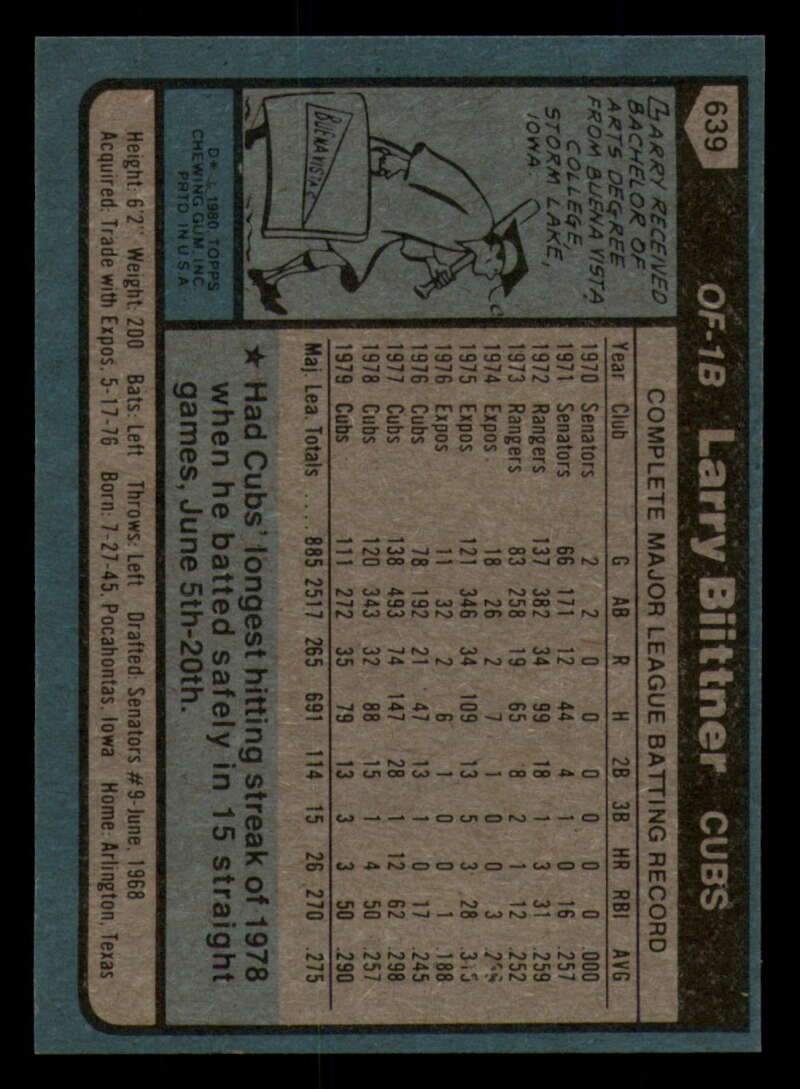 639
OF-1B Larry Biittner CUBS
LARRY RECEIVED
BACHELOR OF
ARTS DEGREE
FROM BUENA VISTA
COLLEGE,
STORM LAKE,
IOWA.
BUENA VISTA
D* © 1980 TOPPS
CHEWING GUM INC
PRTD IN U S A
COMPLETE MAJOR LEAGUE BATTING RECORD
Year Club G AB R H 2B 3B HR RBI AVG
1970 Senators 2 2 0 0 0 0 0 0 .000
1971 Senators 66 171 12 44 4 1 0 16 .257
1972 Rangers 137 382 34 99 18 1 3 31 .259
1973 Rangers 83 258 19 65 8 2 1 12 .252
1974 Expos 18 26 2 7 1 0 0 3
1975 Expos 121 346 34 109 13 5 3 28 .315
1976 Expos 11 32 2 6 1 0 0 1 .188
1976 Cubs 78 192 21 47 13 1 0 17 .245
1977 Cubs 138 493 74 147 28 1 12 62 .298
1978 Cubs 120 343 32 88 15 1 4 50 .257
1979 Cubs 111 272 35 79 13 3 3 50 .290
Maj. Lea. Totals ..... 885 2517 265 691 114 15 26 270 .275
★ Had Cubs' longest hitting streak of 1978
when he batted safely in 15 straight
games, June 5th-20th.
Height: 6'2" Weight: 200 Bats: Left Throws: Left Drafted: Senators #9-June, 1968
Acquired: Trade with Expos, 5-17-76 Born: 7-27-45, Pocahontas, Iowa Home: Arlington, Texas